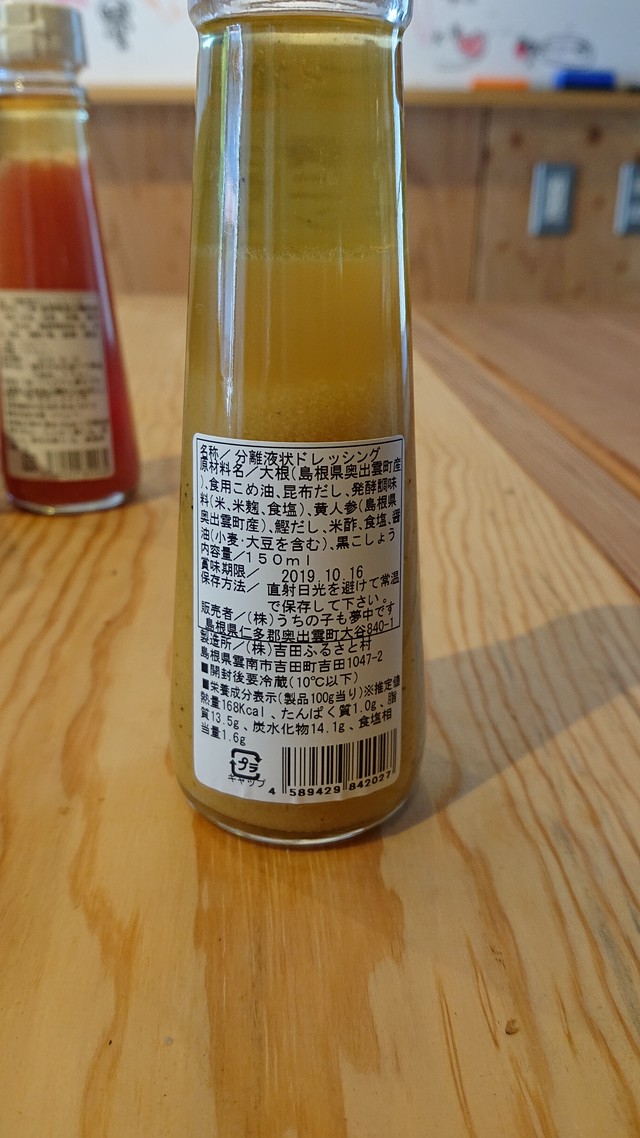 名称／分離液状ドレッシング
原材料名／大根(島根県奥出雲町産
)、食用こめ油、昆布だし、発酵調味
料(米、米麹、食塩)、黄人参(島根県
奥出雲町産)、鰹だし、米酢、食塩、醤
油(小麦・大豆を含む)、黒こしょう
内容量／150ml
賞味期限／ 2019.10.16
保存方法／直射日光を避けて常温
で保存して下さい。
販売者／(株)うちの子も夢中です
島根県仁多郡奥出雲町大谷840-1
製造所／(株)吉田ふるさと村
島根県雲南市吉田町吉田1047-2
■開封後要冷蔵(10℃以下)
■栄養成分表示(製品100g当り)※推定値
熱量168Kcal、たんぱく質1.0g、脂
質13.5g、炭水化物14.1g、食塩相
当量1.6g
プラ
キャップ
4 589429 842027